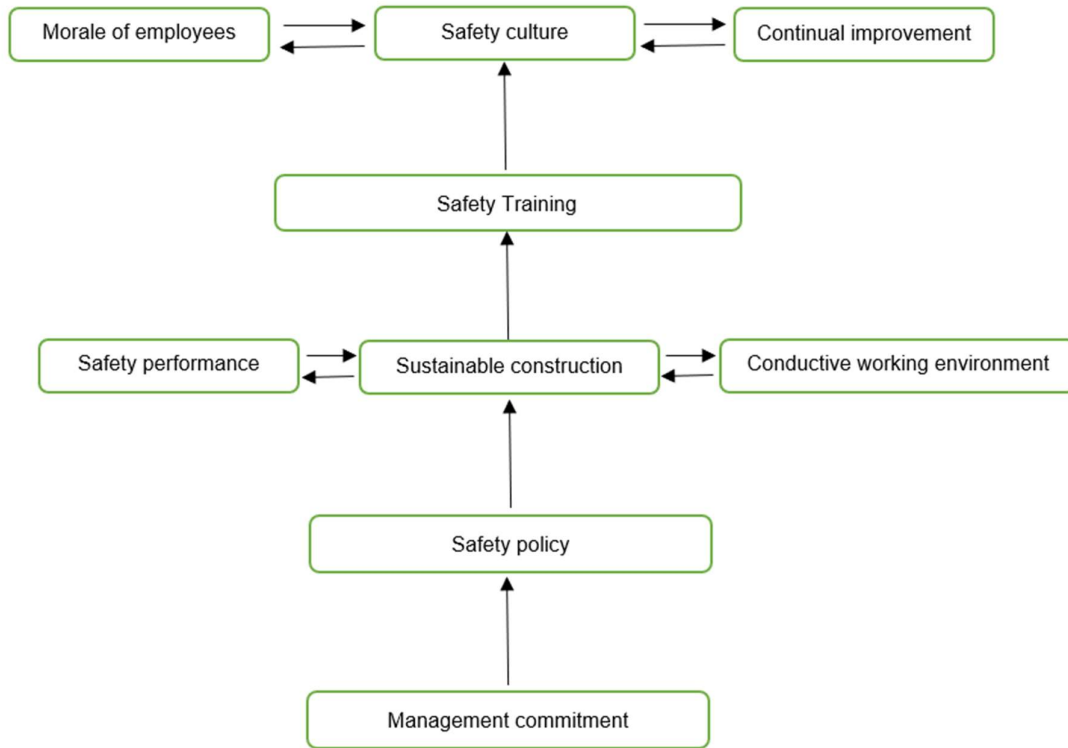 Morale of employees
Safety culture
Continual improvement
Safety Training
Safety performance
Sustainable construction
Conductive working environment
Safety policy
Management commitment